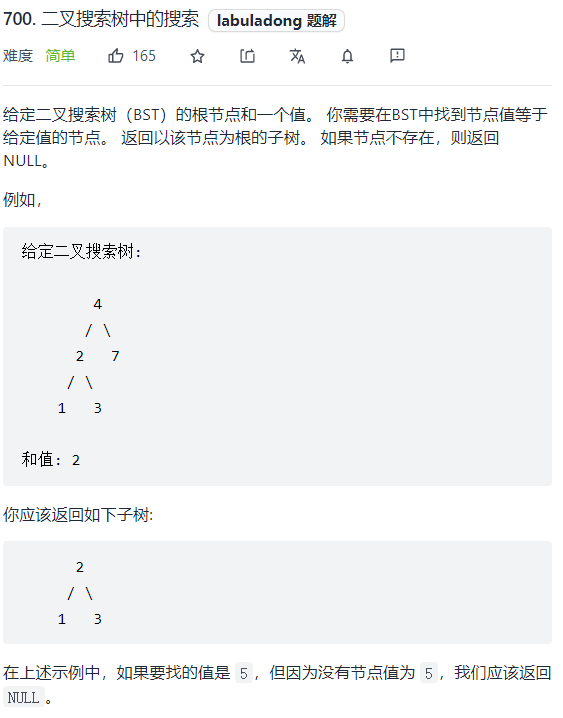 700. 二叉搜索树中的搜索 labuladong 题解
难度 简单 165
给定二叉搜索树（BST）的根节点和一个值。 你需要在BST中找到节点值等于
给定值的节点。 返回以该节点为根的子树。 如果节点不存在，则返回
NULL。
例如，
给定二叉搜索树:
4
/ \
2 7
/ \
1 3
和值: 2
你应该返回如下子树:
2
/ \
1 3
在上述示例中，如果要找的值是 5，但因为没有节点值为 5，我们应该返回
NULL。